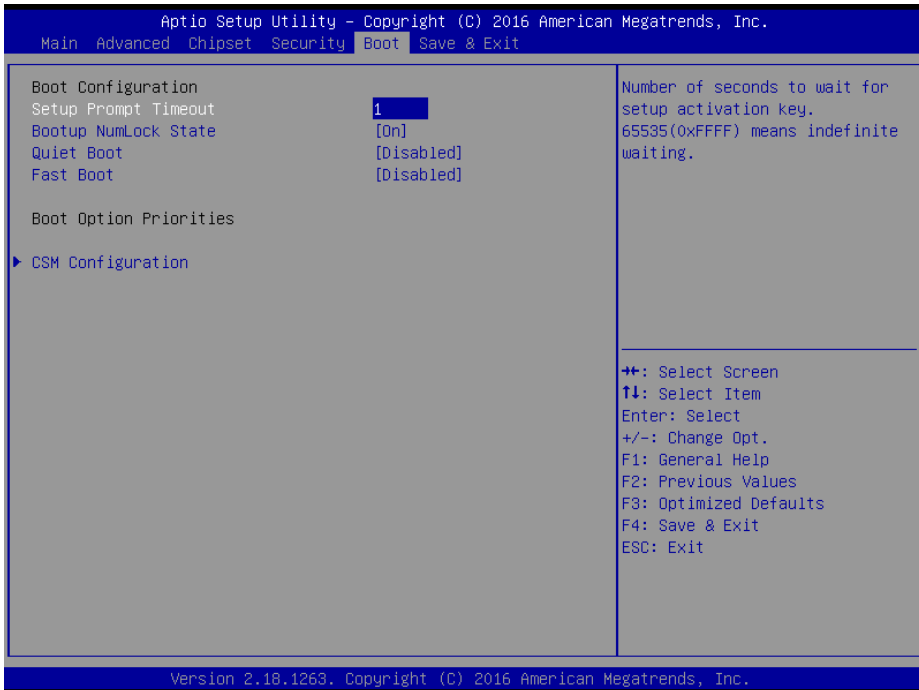 Aptio Setup Utility – Copyright (C) 2016 American Megatrends, Inc.
Main Advanced Chipset Security Boot Save & Exit
Boot Configuration
Setup Prompt Timeout 1
Bootup NumLock State [On]
Quiet Boot [Disabled]
Fast Boot [Disabled]
Boot Option Priorities
CSM Configuration
Number of seconds to wait for
setup activation key.
65535(0xFFFF) means indefinite
waiting.
→←: Select Screen
↑↓: Select Item
Enter: Select
+/-: Change Opt.
F1: General Help
F2: Previous Values
F3: Optimized Defaults
F4: Save & Exit
ESC: Exit
Version 2.18.1263. Copyright (C) 2016 American Megatrends, Inc.